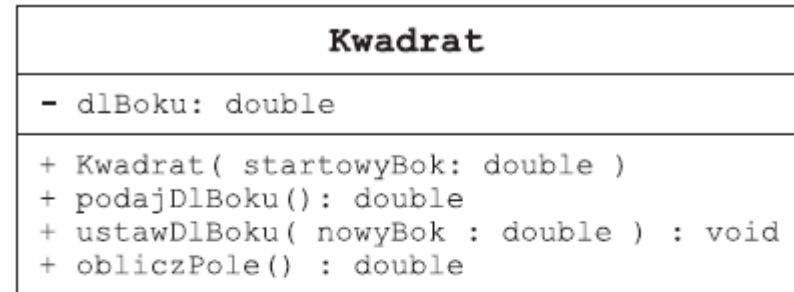 Kwadrat
- dlBoku: double
+ Kwadrat( startowyBok: double )
+ podajDlBoku(): double
+ ustawDlBoku( nowyBok : double ) : void
+ obliczPole() : double